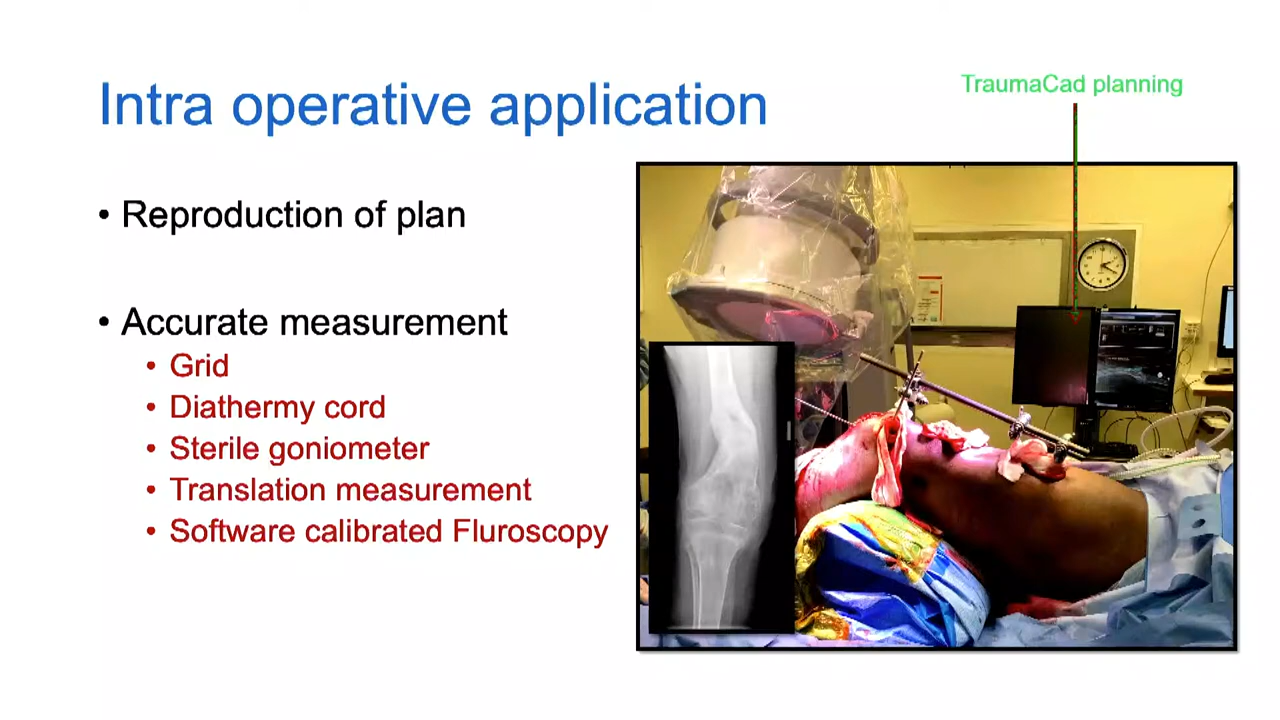 Intra operative application
TraumaCad planning
• Reproduction of plan
• Accurate measurement
• Grid
• Diathermy cord
• Sterile goniometer
• Translation measurement
• Software calibrated Fluroscopy